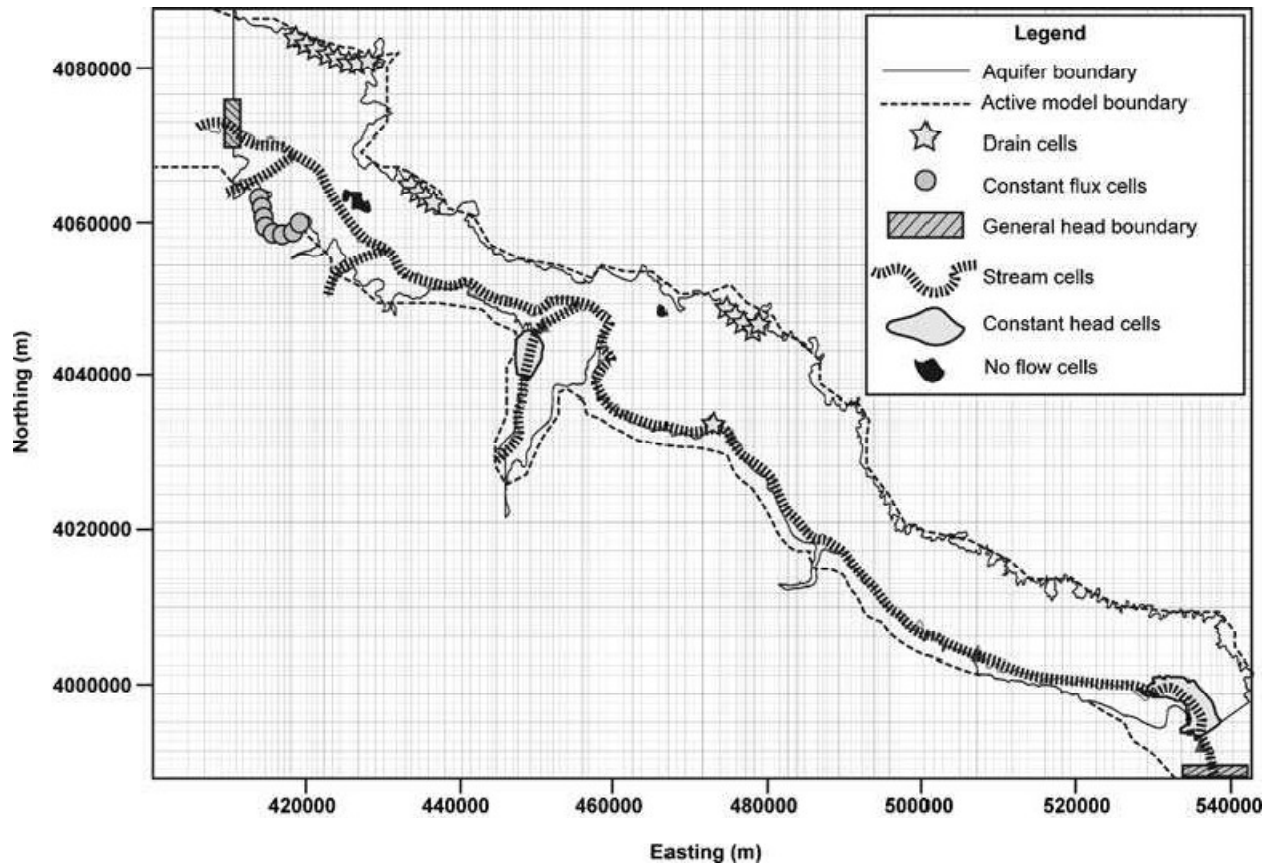 Legend
Aquifer boundary
Active model boundary
Drain cells
Constant flux cells
General head boundary
Stream cells
Constant head cells
No flow cells
Northing (m)
4080000
4060000
4040000
4020000
4000000
420000 440000 460000 480000 500000 520000 540000
Easting (m)